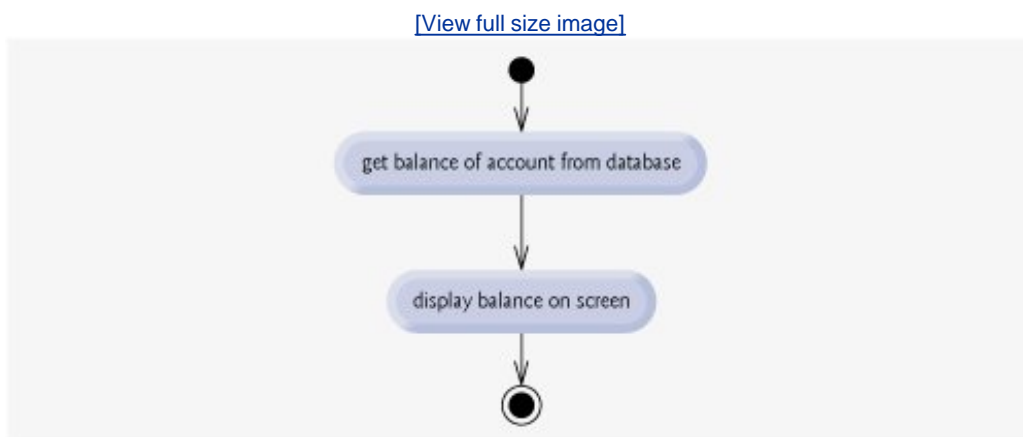 [View full size image]
get balance of account from database
display balance on screen